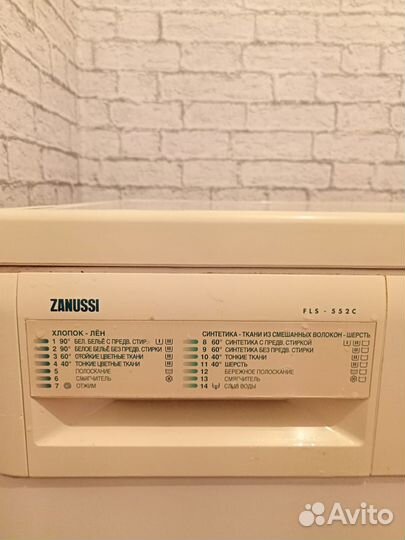 ZANUSSI
FLS - 552C
ХЛОПОК - ЛЁН
1 90° БЕЛ. БЕЛЬЁ С ПРЕДВ. СТИР.
2 90° БЕЛОЕ БЕЛЬЁ БЕЗ ПРЕДВ. СТИРКИ
3 60° СТОЙКИЕ ЦВЕТНЫЕ ТКАНИ
4 40° ТОНКИЕ ЦВЕТНЫЕ ТКАНИ
5 ПОЛОСКАНИЕ
6 СМЯГЧИТЕЛЬ
7 ОТЖИМ
СИНТЕТИКА - ТКАНИ ИЗ СМЕШАННЫХ ВОЛОКОН - ШЕРСТЬ
8 60° СИНТЕТИКА С ПРЕДВ. СТИРКОЙ
9 60° СИНТЕТИКА БЕЗ ПРЕДВ. СТИРКИ
10 40° ТОНКИЕ ТКАНИ
11 40° ШЕРСТЬ
12 БЕРЕЖНОЕ ПОЛОСКАНИЕ
13 СМЯГЧИТЕЛЬ
14 СЛИВ ВОДЫ
Avito